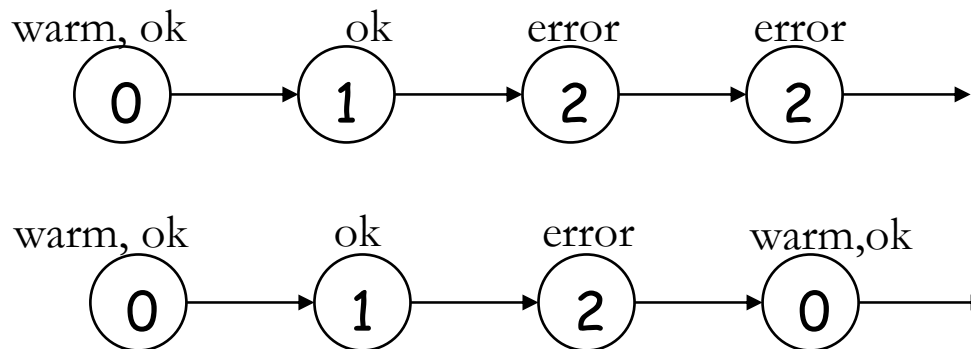 warm, ok ok error error
0 1 2 2
warm, ok ok error warm,ok
0 1 2 0